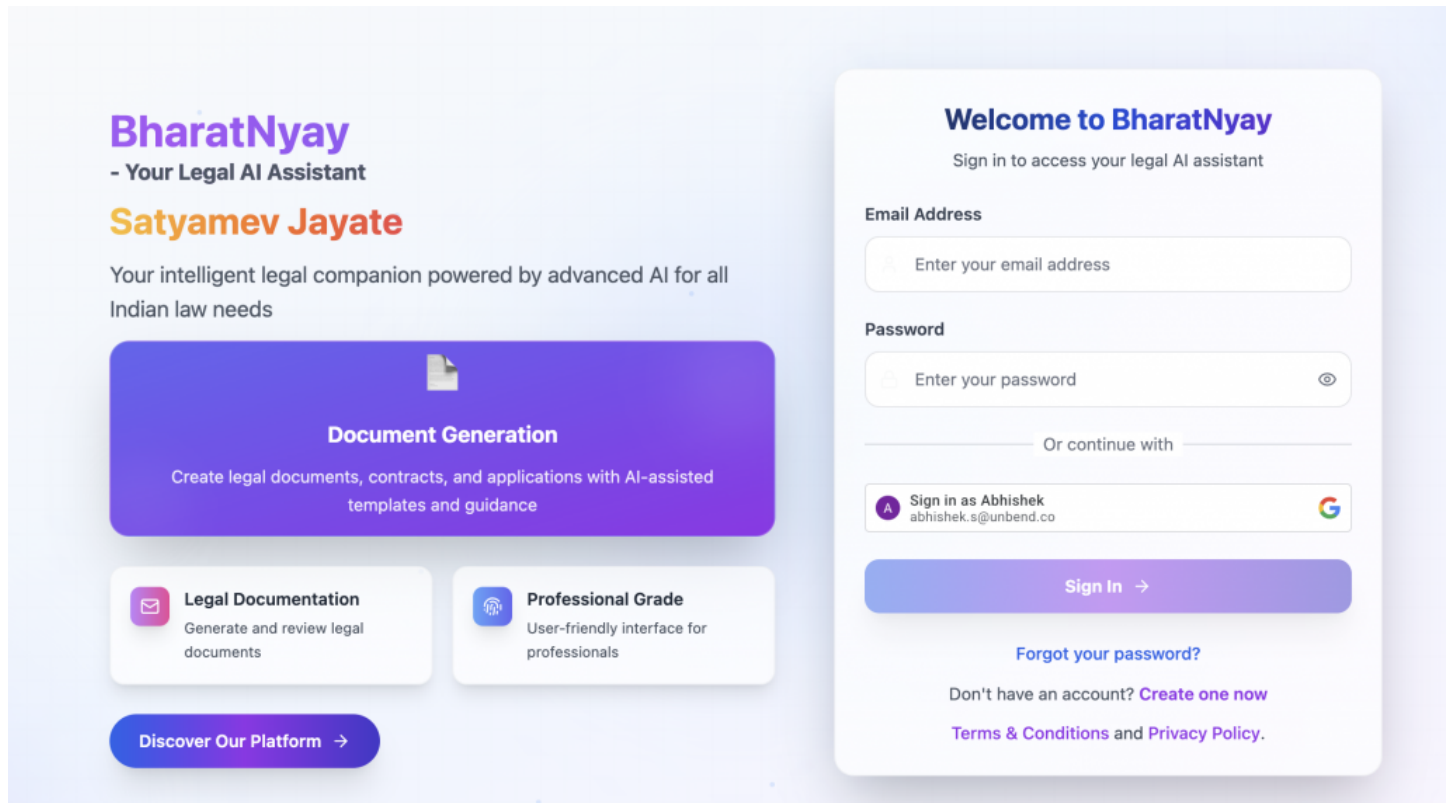 BharatNyay
- Your Legal AI Assistant
Satyamev Jayate
Your intelligent legal companion powered by advanced AI for all
Indian law needs
Document Generation
Create legal documents, contracts, and applications with AI-assisted
templates and guidance
Legal Documentation
Generate and review legal
documents
Professional Grade
User-friendly interface for
professionals
Discover Our Platform →
Welcome to BharatNyay
Sign in to access your legal AI assistant
Email Address
Enter your email address
Password
Enter your password
Or continue with
A
Sign in as Abhishek
abhishek.s@unbend.co
G
Sign In →
Forgot your password?
Don't have an account? Create one now
Terms & Conditions and Privacy Policy.